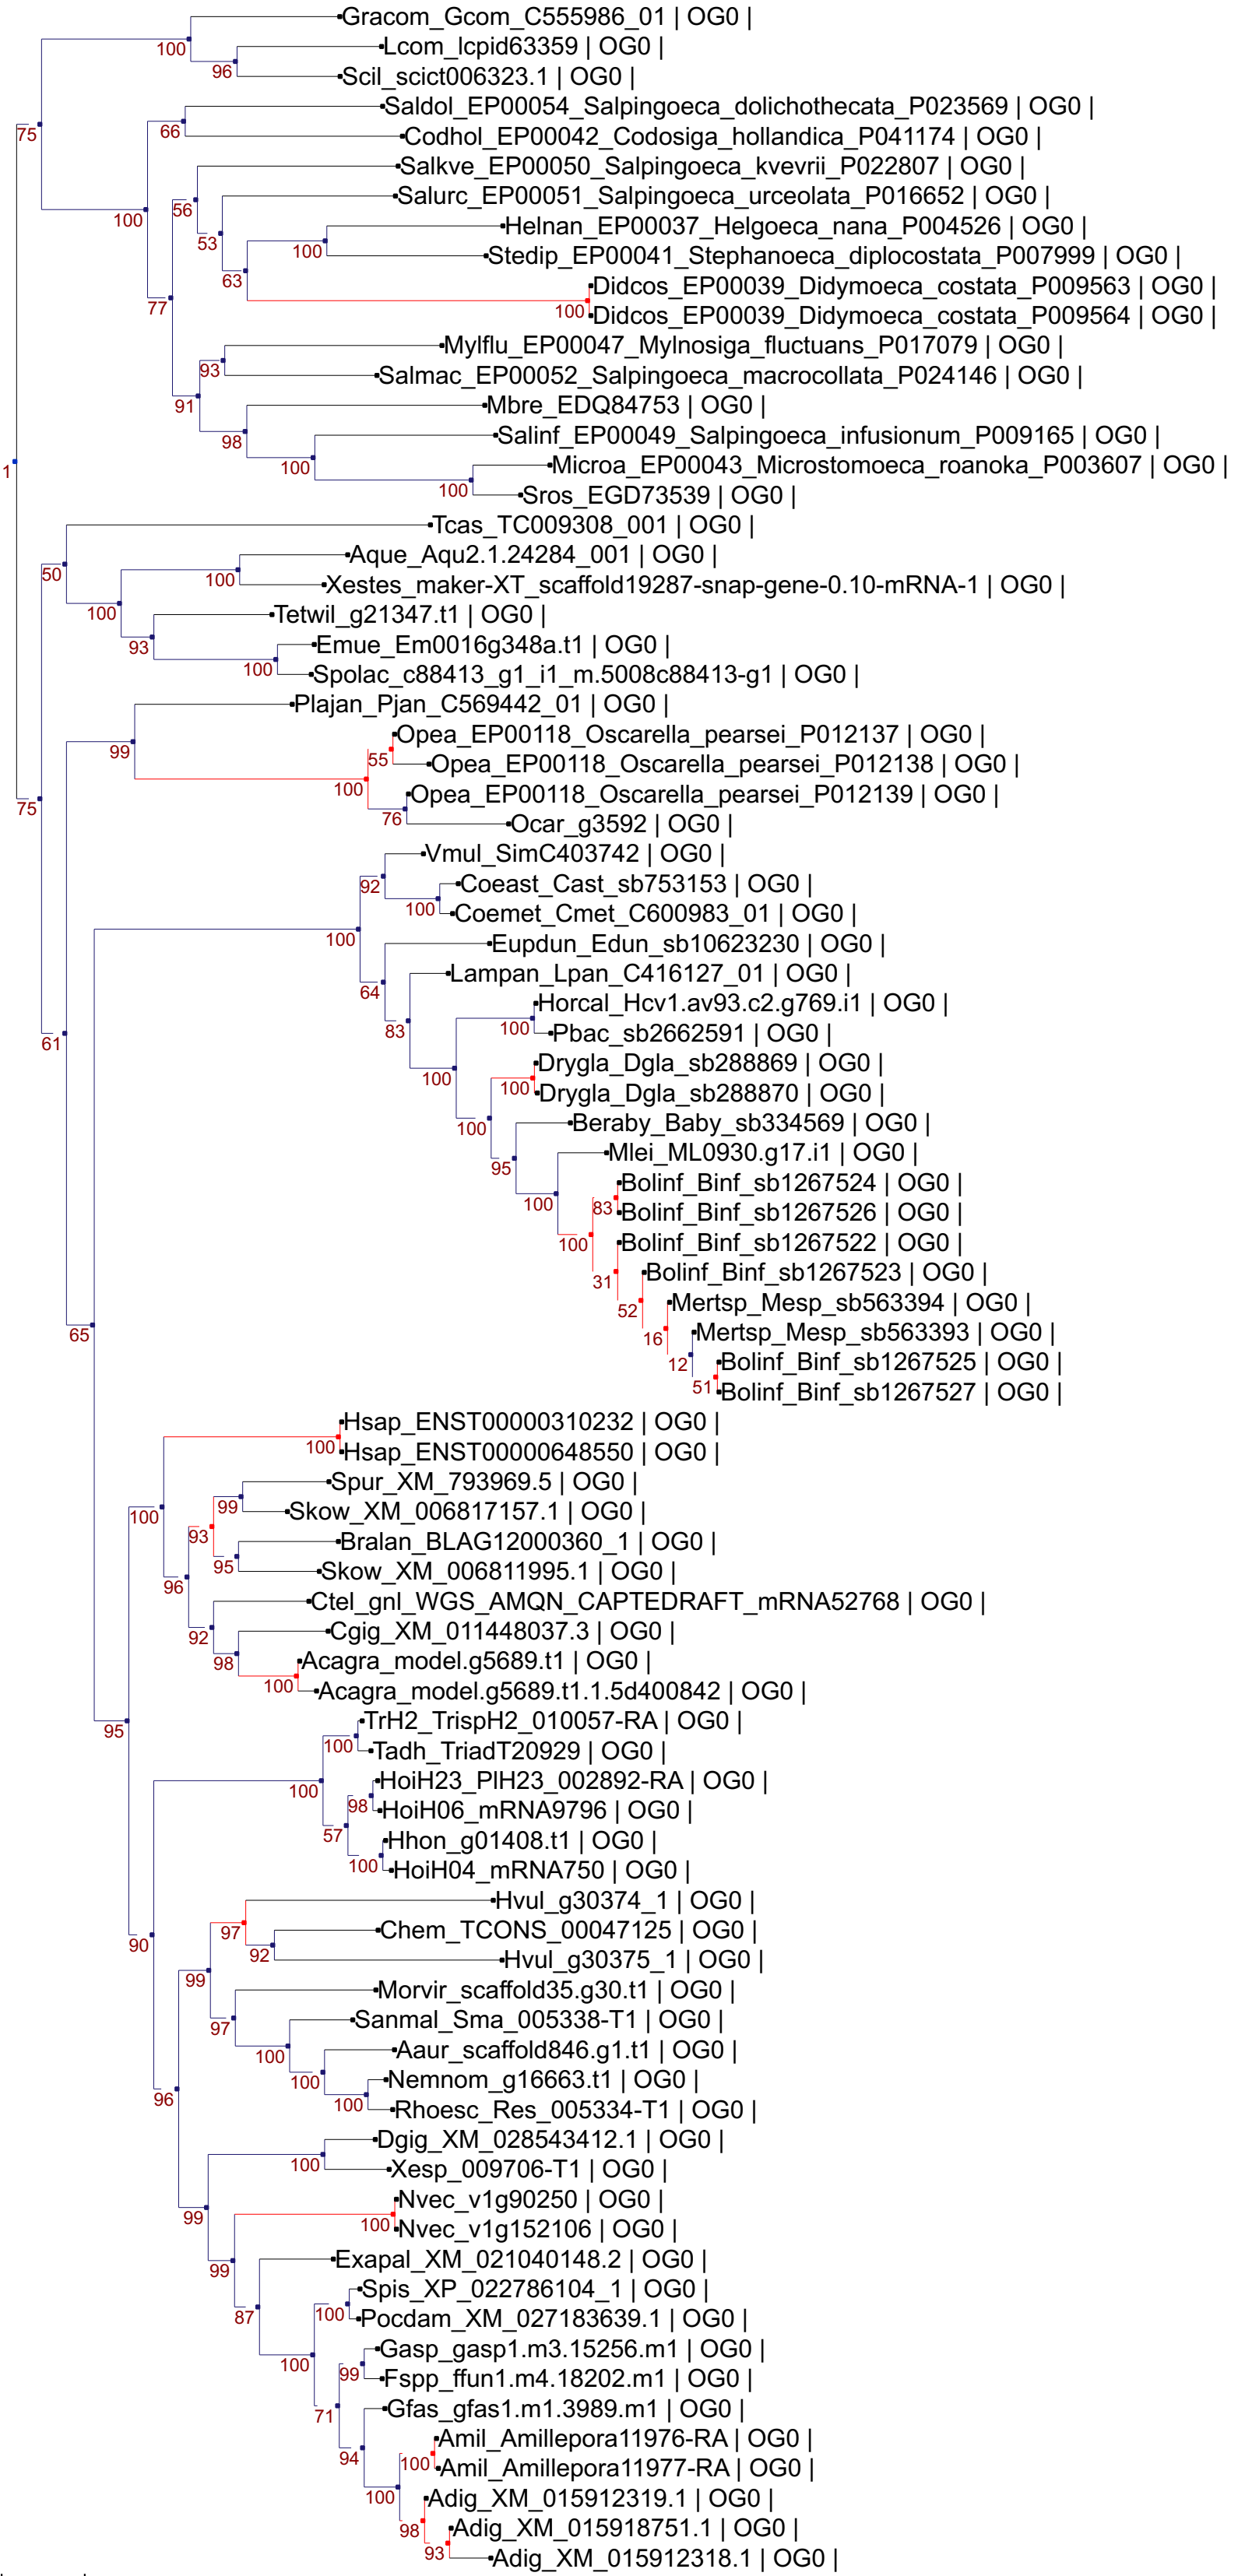 Gracom_Gcom_C555986_01 | OG0 |
100
Lcom_lcpid63359 | OG0 |
96
Scil_scict006323.1 | OG0 |
Saldol_EP00054_Salpingoeca_dolichothecata_P023569 | OG0 |
75
66
Codhol_EP00042_Codosiga_hollandica_P041174 | OG0 |
Salkve_EP00050_Salpingoeca_kvevrii_P022807 | OG0 |
Salurc_EP00051_Salpingoeca_urceolata_P016652 | OG0 |
56
100
Helnan_EP00037_Helgoeca_nana_P004526 | OG0 |
53
100
Stedip_EP00041_Stephanoeca_diplocostata_P007999 | OG0 |
63
Didcos_EP00039_Didymoeca_costata_P009563 | OG0 |
77
100
Didcos_EP00039_Didymoeca_costata_P009564 | OG0 |
Mylflu_EP00047_Mylnosiga_fluctuans_P017079 | OG0 |
93
Salmac_EP00052_Salpingoeca_macrocollata_P024146 | OG0 |
91
Mbre_EDQ84753 | OG0 |
98
Salinf_EP00049_Salpingoeca_infusionum_P009165 | OG0 |
100
1
Microa_EP00043_Microstomoeca_roanoka_P003607 | OG0 |
100
Sros_EGD73539 | OG0 |
Tcas_TC009308_001 | OG0 |
Aque_Aqu2.1.24284_001 | OG0 |
50
100
Xestes_maker-XT_scaffold19287-snap-gene-0.10-mRNA-1 | OG0 |
100
Tetwil_g21347.t1 | OG0 |
93
Emue_Em0016g348a.t1 | OG0 |
100
Spolac_c88413_g1_i1_m.5008c88413-g1 | OG0 |
Plajan_Pjan_C569442_01 | OG0 |
99
Opea_EP00118_Oscarella_pearsei_P012137 | OG0 |
55
Opea_EP00118_Oscarella_pearsei_P012138 | OG0 |
100
75
Opea_EP00118_Oscarella_pearsei_P012139 | OG0 |
76
Ocar_g3592 | OG0 |
Vmul_SimC403742 | OG0 |
92
Coeast_Cast_sb753153 | OG0 |
100
Coemet_Cmet_C600983_01 | OG0 |
100
Eupdun_Edun_sb10623230 | OG0 |
Lampan_Lpan_C416127_01 | OG0 |
64
Horcal_Hcv1.av93.c2.g769.i1 | OG0 |
83
100
Pbac_sb2662591 | OG0 |
61
Drygla_Dgla_sb288869 | OG0 |
100
100
Drygla_Dgla_sb288870 | OG0 |
100
Beraby_Baby_sb334569 | OG0 |
Mlei_ML0930.g17.i1 | OG0 |
95
Bolinf_Binf_sb1267524 | OG0 |
100
83
Bolinf_Binf_sb1267526 | OG0 |
Bolinf_Binf_sb1267522 | OG0 |
100
Bolinf_Binf_sb1267523 | OG0 |
31
Mertsp_Mesp_sb563394 | OG0 |
52
Mertsp_Mesp_sb563393 | OG0 |
65
16
Bolinf_Binf_sb1267525 | OG0 |
12
51
Bolinf_Binf_sb1267527 | OG0 |
Hsap_ENST00000310232 | OG0 |
100
Hsap_ENST00000648550 | OG0 |
Spur_XM_793969.5 | OG0 |
99
Skow_XM_006817157.1 | OG0 |
100
93
Bralan_BLAG12000360_1 | OG0 |
95
Skow_XM_006811995.1 | OG0 |
96
Ctel_gnl_WGS_AMQN_CAPTEDRAFT_mRNA52768 | OG0 |
Cgig_XM_011448037.3 | OG0 |
92
Acagra_model.g5689.t1 | OG0 |
98
100
Acagra_model.g5689.t1.1.5d400842 | OG0 |
TrH2_TrispH2_010057-RA | OG0 |
95
100
Tadh_TriadT20929 | OG0 |
HoiH23_PlH23_002892-RA | OG0 |
100
98
HoiH06_mRNA9796 | OG0 |
57
Hhon_g01408.t1 | OG0 |
100
HoiH04_mRNA750 | OG0 |
Hvul_g30374_1 | OG0 |
97
Chem_TCONS_00047125 | OG0 |
90
92
Hvul_g30375_1 | OG0 |
99
Morvir_scaffold35.g30.t1 | OG0 |
Sanmal_Sma_005338-T1 | OG0 |
97
Aaur_scaffold846.g1.t1 | OG0 |
100
Nemnom_g16663.t1 | OG0 |
100
96
100
Rhoesc_Res_005334-T1 | OG0 |
Dgig_XM_028543412.1 | OG0 |
100
Xesp_009706-T1 | OG0 |
Nvec_v1g90250 | OG0 |
99
100
Nvec_v1g152106 | OG0 |
Exapal_XM_021040148.2 | OG0 |
99
Spis_XP_022786104_1 | OG0 |
87
100
Pocdam_XM_027183639.1 | OG0 |
Gasp_gasp1.m3.15256.m1 | OG0 |
100
99
Fspp_ffun1.m4.18202.m1 | OG0 |
Gfas_gfas1.m1.3989.m1 | OG0 |
71
Amil_Amillepora11976-RA | OG0 |
94
100
Amil_Amillepora11977-RA | OG0 |
100
Adig_XM_015912319.1 | OG0 |
98
Adig_XM_015918751.1 | OG0 |
93
Adig_XM_015912318.1 | OG0 |